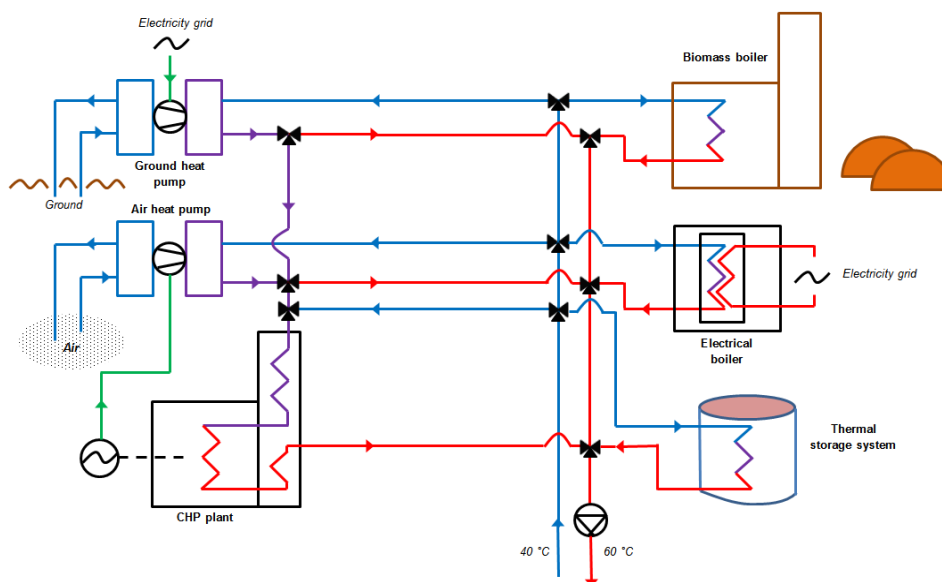 Electricity grid
Biomass boiler
Ground heat
pump
Ground
Air heat pump
Electricity grid
Air
Electrical
boiler
Thermal
storage system
CHP plant
40 °C
60 °C